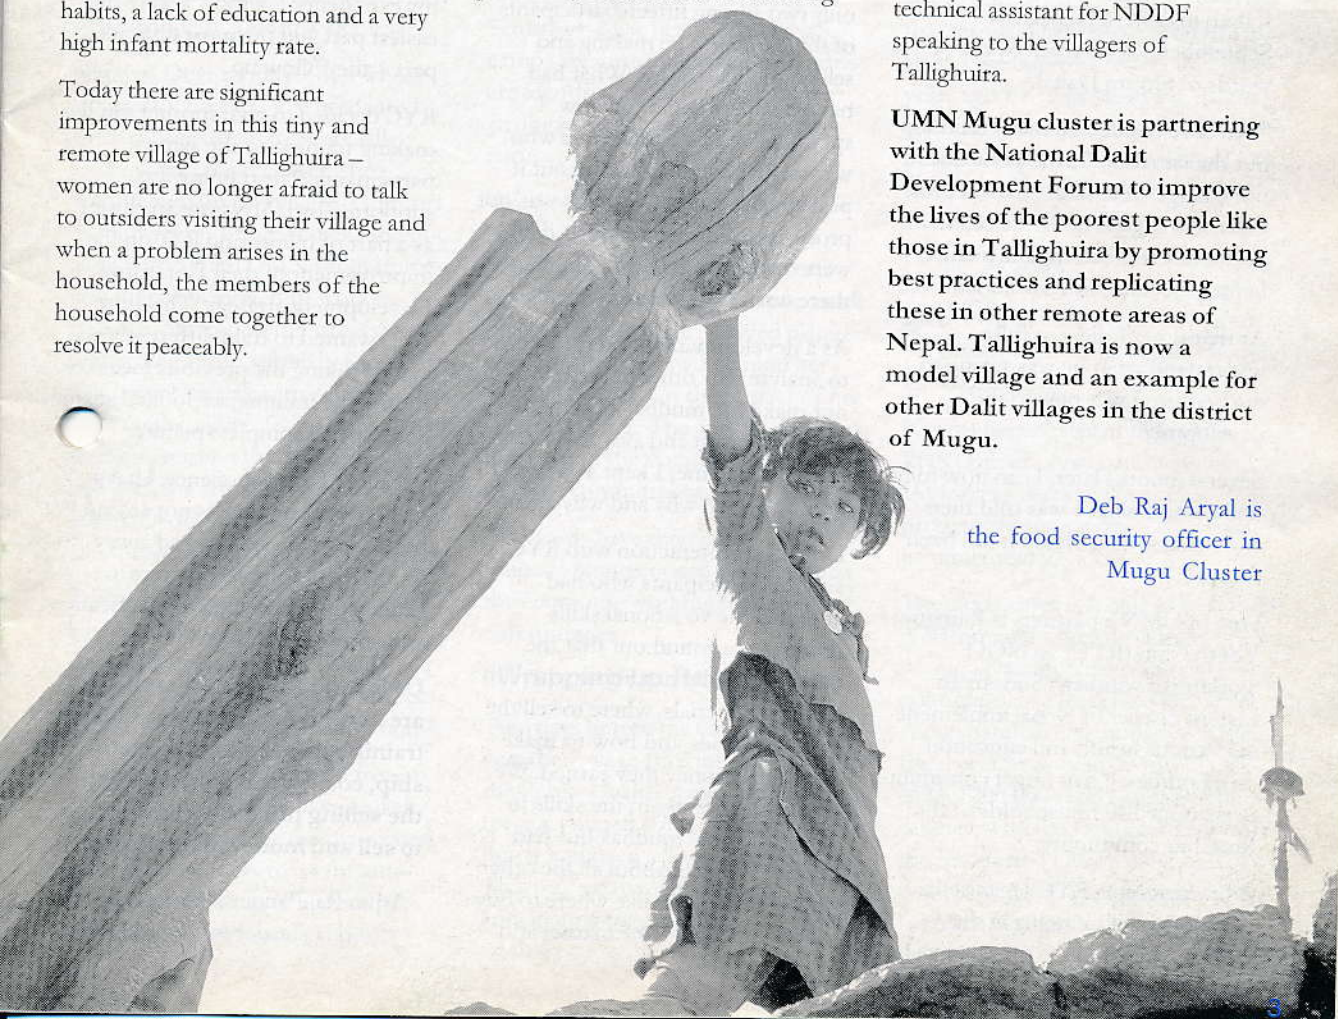 habits, a lack of education and a very
high infant mortality rate.
Today there are significant
improvements in this tiny and
remote village of Tallighuira –
women are no longer afraid to talk
to outsiders visiting their village and
when a problem arises in the
household, the members of the
household come together to
resolve it peaceably.
technical assistant for NDDF
speaking to the villagers of
Tallighuira.
UMN Mugu cluster is partnering
with the National Dalit
Development Forum to improve
the lives of the poorest people like
those in Tallighuira by promoting
best practices and replicating
these in other remote areas of
Nepal. Tallighuira is now a
model village and an example for
other Dalit villages in the district
of Mugu.
Deb Raj Aryal is
the food security officer in
Mugu Cluster
3